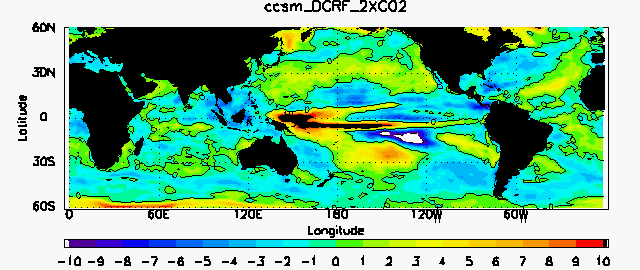 ccsm_DCRF_2XCO2
60N
30N
Latitude
0
30S
60S
0 60E 120E 180 120W 60W
Longitude
-10 -9 -8 -7 -6 -5 -4 -3 -2 -1 0 1 2 3 4 5 6 7 8 9 10